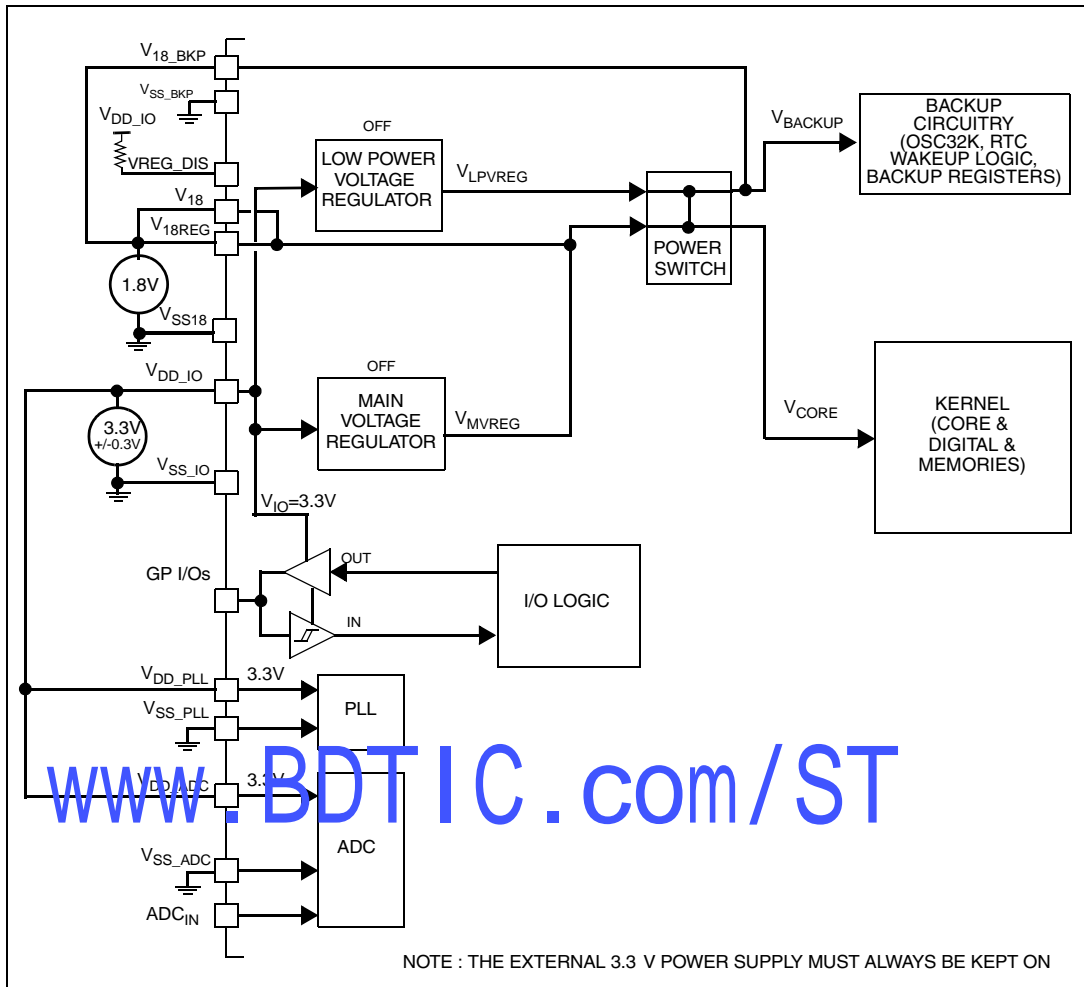 V18_BKP
VSS_BKP
VDD_IO
VREG_DIS
V18
V18REG
1.8V
VSS18
VDD_IO
3.3V
+/-0.3V
VSS_IO
OFF
LOW POWER
VOLTAGE
REGULATOR
VLPVREG
POWER
SWITCH
VBACKUP
BACKUP
CIRCUITRY
(OSC32K, RTC
WAKEUP LOGIC,
BACKUP REGISTERS)
OFF
MAIN
VOLTAGE
REGULATOR
VMVREG
VCORE
KERNEL
(CORE &
DIGITAL &
MEMORIES)
VIO=3.3V
GP I/Os
OUT
IN
I/O LOGIC
VDD_PLL
3.3V
VSS_PLL
PLL
www.BDTIC.com/ST
VDD_ADC
3.3V
ADC
VSS_ADC
ADCIN
NOTE : THE EXTERNAL 3.3 V POWER SUPPLY MUST ALWAYS BE KEPT ON